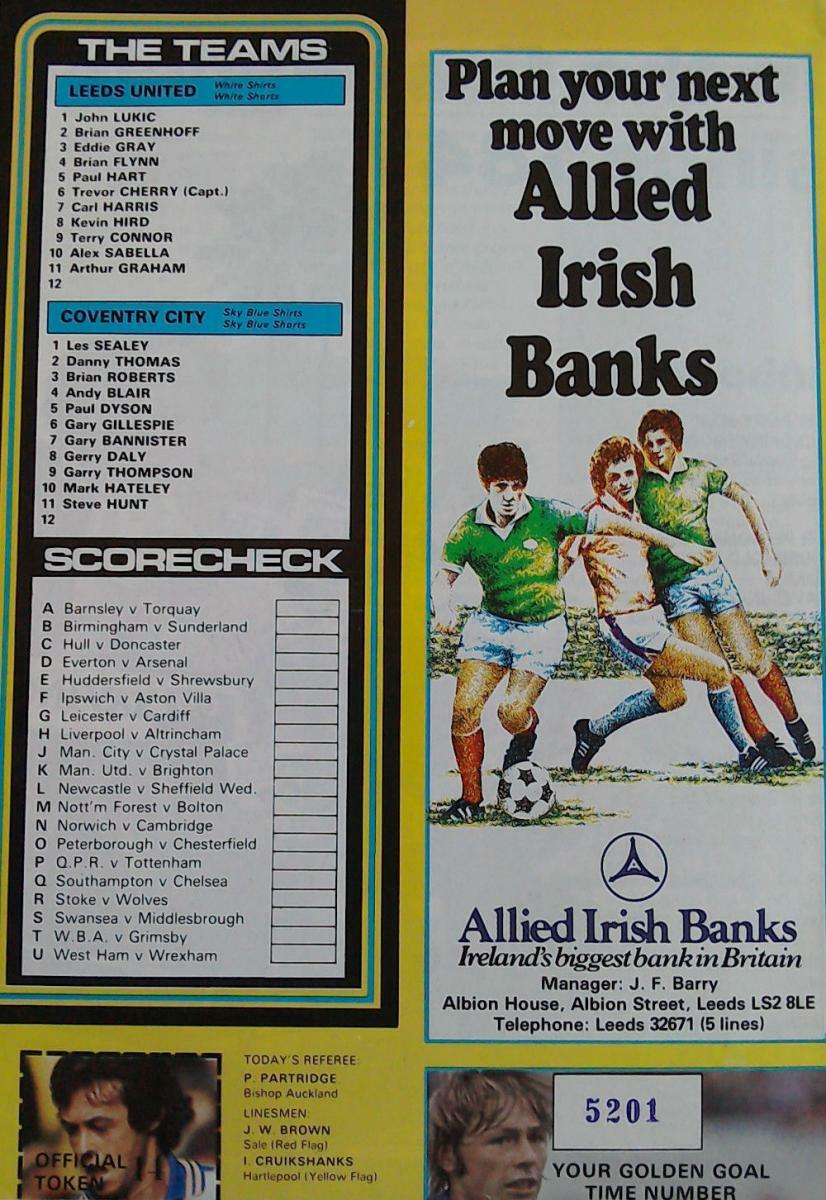 THE TEAMS
LEEDS UNITED White Shirts
White Shorts
1 John LUKIC
2 Brian GREENHOFF
3 Eddie GRAY
4 Brian FLYNN
5 Paul HART
6 Trevor CHERRY (Capt.)
7 Carl HARRIS
8 Kevin HIRD
9 Terry CONNOR
10 Alex SABELLA
11 Arthur GRAHAM
12
COVENTRY CITY Sky Blue Shirts
Sky Blue Shorts
1 Les SEALEY
2 Danny THOMAS
3 Brian ROBERTS
4 Andy BLAIR
5 Paul DYSON
6 Gary GILLESPIE
7 Gary BANNISTER
8 Gerry DALY
9 Garry THOMPSON
10 Mark HATELEY
11 Steve HUNT
12
SCORECHECK
A Barnsley v Torquay
B Birmingham v Sunderland
C Hull v Doncaster
D Everton v Arsenal
E Huddersfield v Shrewsbury
F Ipswich v Aston Villa
G Leicester v Cardiff
H Liverpool v Altrincham
J Man. City v Crystal Palace
K Man. Utd. v Brighton
L Newcastle v Sheffield Wed.
M Nott'm Forest v Bolton
N Norwich v Cambridge
O Peterborough v Chesterfield
P Q.P.R. v Tottenham
Q Southampton v Chelsea
R Stoke v Wolves
S Swansea v Middlesbrough
T W.B.A. v Grimsby
U West Ham v Wrexham
OFFICIAL 14
TOKEN
TODAY'S REFEREE:
P. PARTRIDGE
Bishop Auckland
LINESMEN:
J. W. BROWN
Sale (Red Flag)
I. CRUIKSHANKS
Hartlepool (Yellow Flag)
Plan your next
move with
Allied
Irish
Banks
Allied Irish Banks
Ireland's biggest bank in Britain
Manager: J. F. Barry
Albion House, Albion Street, Leeds LS2 8LE
Telephone: Leeds 32671 (5 lines)
5201
YOUR GOLDEN GOAL
TIME NUMBER